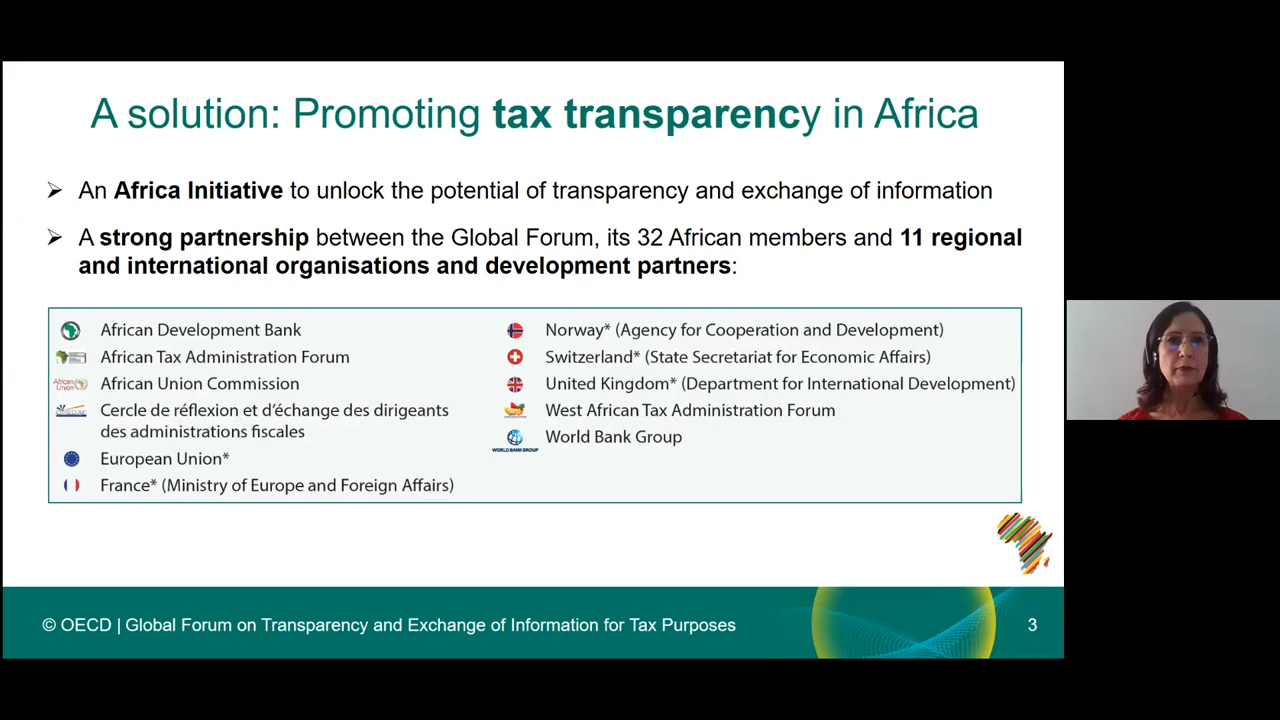 A solution: Promoting tax transparency in Africa
➢ An Africa Initiative to unlock the potential of transparency and exchange of information
➢ A strong partnership between the Global Forum, its 32 African members and 11 regional
and international organisations and development partners:
African Development Bank
African Tax Administration Forum
African Union African Union Commission
Cercle de réflexion et d'échange des dirigeants
des administrations fiscales
European Union*
France* (Ministry of Europe and Foreign Affairs)
Norway* (Agency for Cooperation and Development)
Switzerland* (State Secretariat for Economic Affairs)
United Kingdom* (Department for International Development)
West African Tax Administration Forum
World Bank Group
WORLD BANK GROUP
© OECD | Global Forum on Transparency and Exchange of Information for Tax Purposes
3